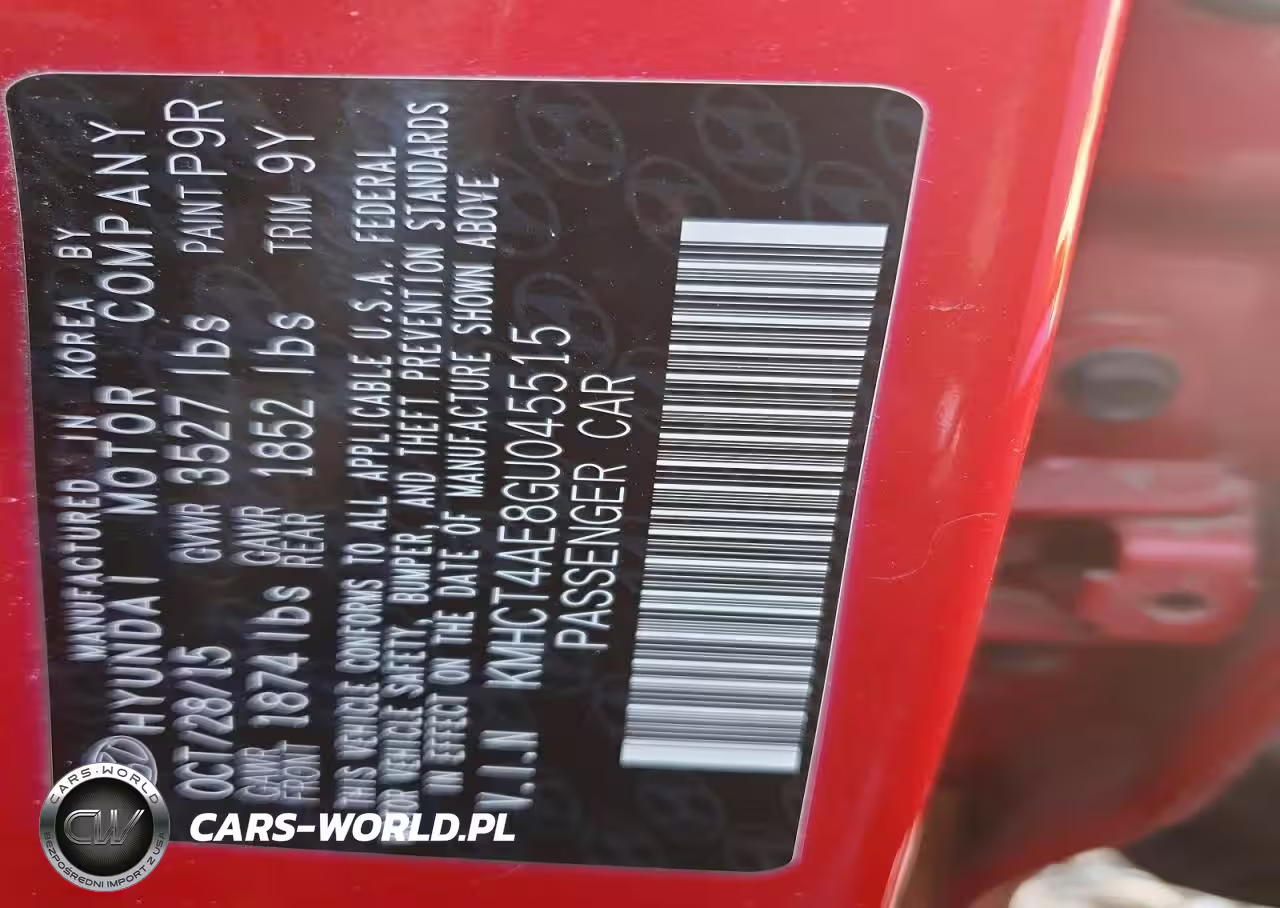 MANUFACTURED IN KOREA BY
HYUNDAI MOTOR COMPANY
OCT/28/15 GVWR 3527 lbs PAINT P9R
GAWR FRONT 1874 lbs GAWR REAR 1852 lbs TRIM 9Y
THIS VEHICLE CONFORMS TO ALL APPLICABLE U.S.A. FEDERAL
MOTOR VEHICLE SAFETY, BUMPER, AND THEFT PREVENTION STANDARDS
IN EFFECT ON THE DATE OF MANUFACTURE SHOWN ABOVE
V.I.N KMHCT4AE8GU045515
PASSENGER CAR
CARS-WORLD
CW
BEZPOŚREDNI IMPORT Z USA
CARS-WORLD.PL